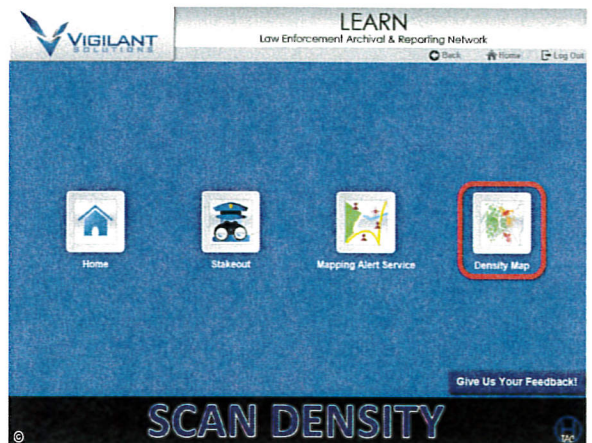 VIGILANT
SOLUTIONS
LEARN
Law Enforcement Archival & Reporting Network
Back Home Log Out
Home Stakeout Mapping Alert Service Density Map
Give Us Your Feedback!
SCAN DENSITY
©
TAC